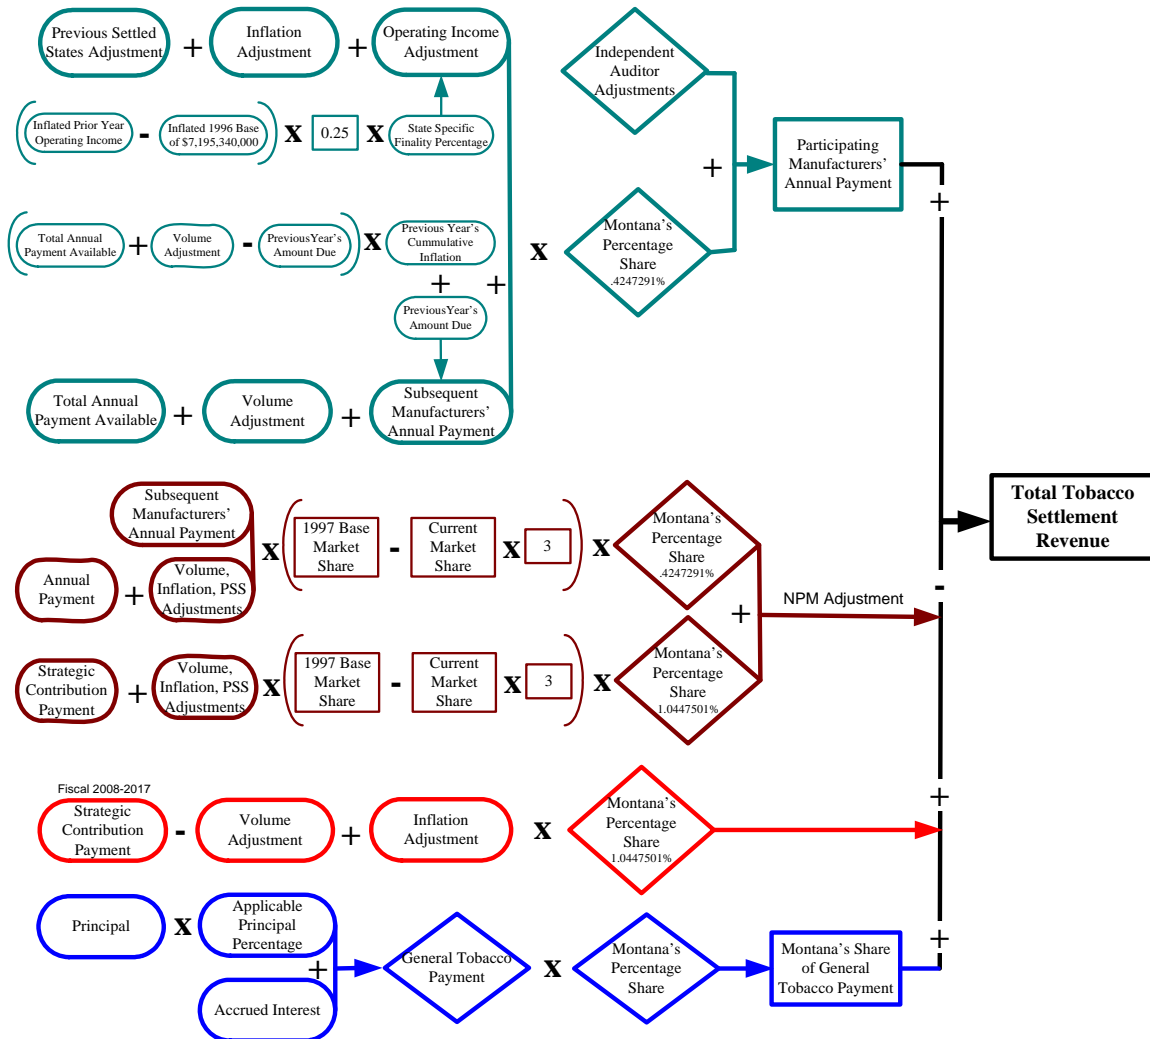 Previous Settled
States Adjustment
+
Inflation
Adjustment
+
Operating Income
Adjustment
Inflated Prior Year
Operating Income
-
Inflated 1996 Base
of $7,195,340,000
x
0.25
x
State Specific
Finality Percentage
Total Annual
Payment Available
+
Volume
Adjustment
-
PreviousYear's
Amount Due
x
Previous Year's
Cummulative
Inflation
+
+
PreviousYear's
Amount Due
Total Annual
Payment Available
+
Volume
Adjustment
+
Subsequent
Manufacturers'
Annual Payment
x
Independent
Auditor
Adjustments
+
Montana's
Percentage
Share
.4247291%
Participating
Manufacturers'
Annual Payment
+
Subsequent
Manufacturers'
Annual Payment
Annual
Payment
+
Volume,
Inflation, PSS
Adjustments
x
1997 Base
Market
Share
-
Current
Market
Share
x
3
x
Montana's
Percentage
Share
.4247291%
+
NPM Adjustment
-
Strategic
Contribution
Payment
+
Volume,
Inflation, PSS
Adjustments
x
1997 Base
Market
Share
-
Current
Market
Share
x
3
x
Montana's
Percentage
Share
1.0447501%
Total Tobacco
Settlement
Revenue
Fiscal 2008-2017
Strategic
Contribution
Payment
-
Volume
Adjustment
+
Inflation
Adjustment
x
Montana's
Percentage
Share
1.0447501%
+
Principal
x
Applicable
Principal
Percentage
+
Accrued Interest
General Tobacco
Payment
x
Montana's
Percentage
Share
Montana's Share
of General
Tobacco Payment
+